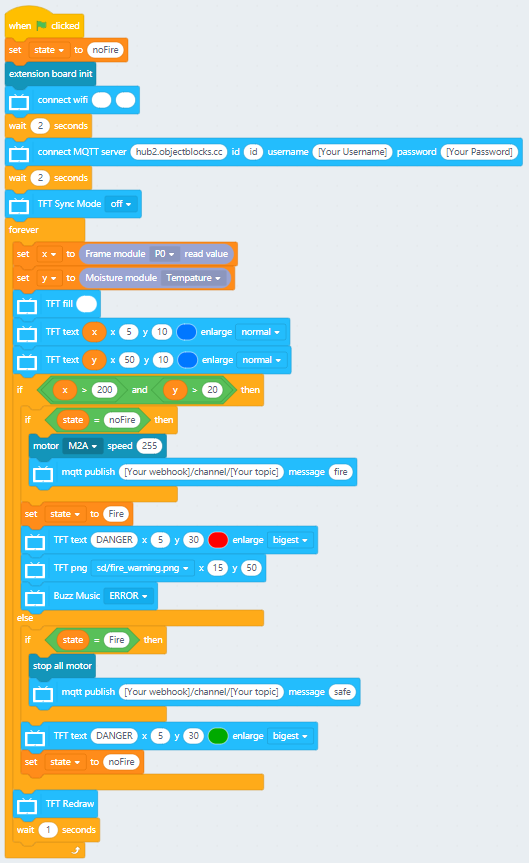 when clicked
set state to noFire
extension board init
connect wifi
wait 2 seconds
connect MQTT server hub2.objectblocks.cc id id username [Your Username] password [Your Password]
wait 2 seconds
TFT Sync Mode off
forever
set x to Frame module P0 read value
set y to Moisture module Tempature
TFT fill
TFT text x x 5 y 10 enlarge normal
TFT text y x 50 y 10 enlarge normal
if x > 200 and y > 20 then
if state = noFire then
motor M2A speed 255
mqtt publish [Your webhook]/channel/[Your topic] message fire
set state to Fire
TFT text DANGER x 5 y 30 enlarge bigest
TFT png sd/fire_warning.png x 15 y 50
Buzz Music ERROR
else
if state = Fire then
stop all motor
mqtt publish [Your webhook]/channel/[Your topic] message safe
TFT text DANGER x 5 y 30 enlarge bigest
set state to noFire
TFT Redraw
wait 1 seconds